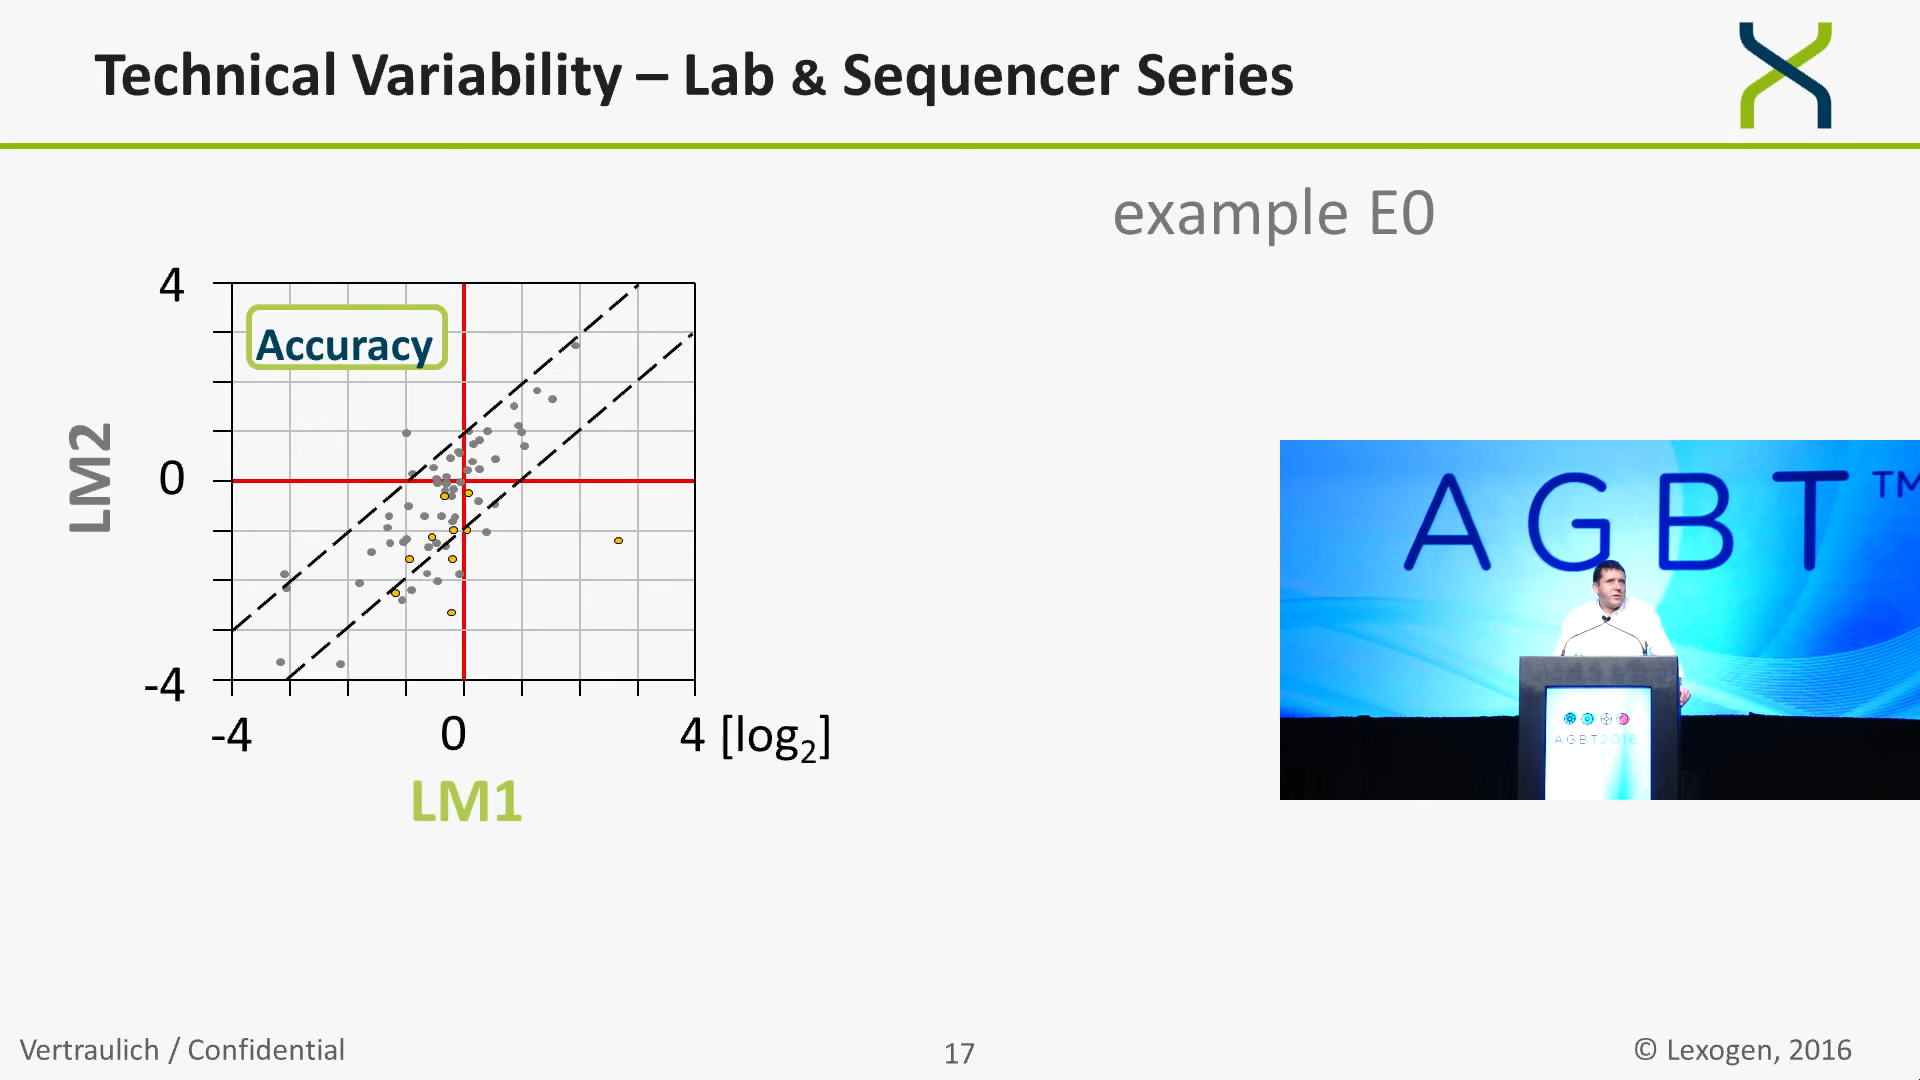 Technical Variability – Lab & Sequencer Series
example E0
4
Accuracy
LM2
0
-4
-4 0 4 [log2]
LM1
AGBT™
AGBT2016
Vertraulich / Confidential
17
© Lexogen, 2016